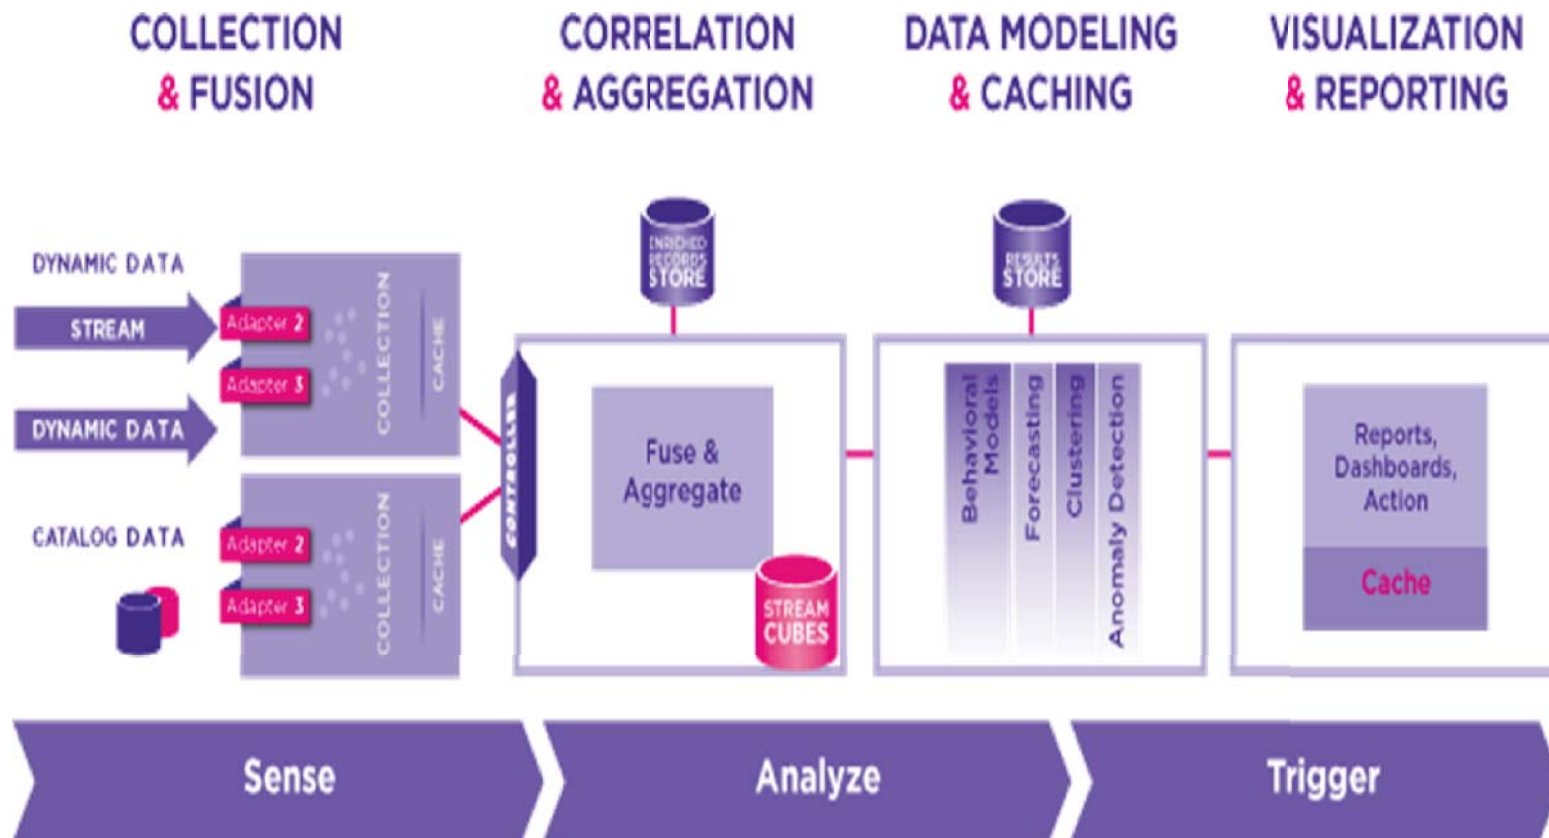 COLLECTION
& FUSION
CORRELATION
& AGGREGATION
DATA MODELING
& CACHING
VISUALIZATION
& REPORTING
DYNAMIC DATA
STREAM
DYNAMIC DATA
CATALOG DATA
Adapter 2
Adapter 3
COLLECTION
CACHE
Adapter 2
Adapter 3
COLLECTION
CACHE
CONTROLLER
ENRICHED
RECORDS
STORE
Fuse &
Aggregate
STREAM
CUBES
RESULTS
STORE
Behavioral
Models
Forecasting
Clustering
Anomaly Detection
Reports,
Dashboards,
Action
Cache
Sense
Analyze
Trigger